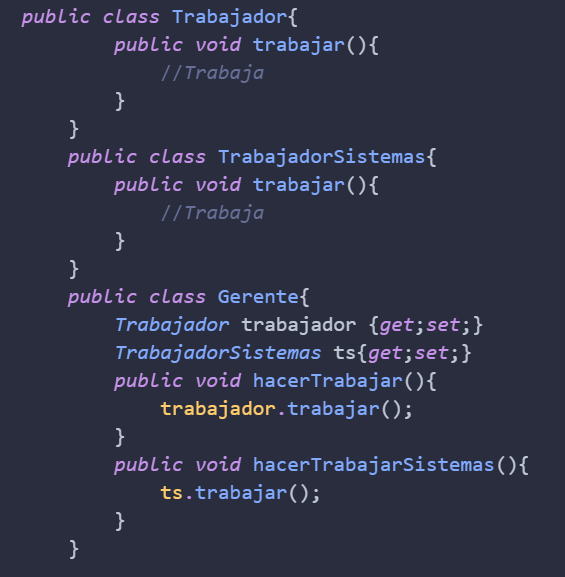 public class Trabajador{
public void trabajar(){
//Trabaja
}
}
public class TrabajadorSistemas{
public void trabajar(){
//Trabaja
}
}
public class Gerente{
Trabajador trabajador {get;set;}
TrabajadorSistemas ts{get;set;}
public void hacerTrabajar(){
trabajador.trabajar();
}
public void hacerTrabajarSistemas(){
ts.trabajar();
}
}